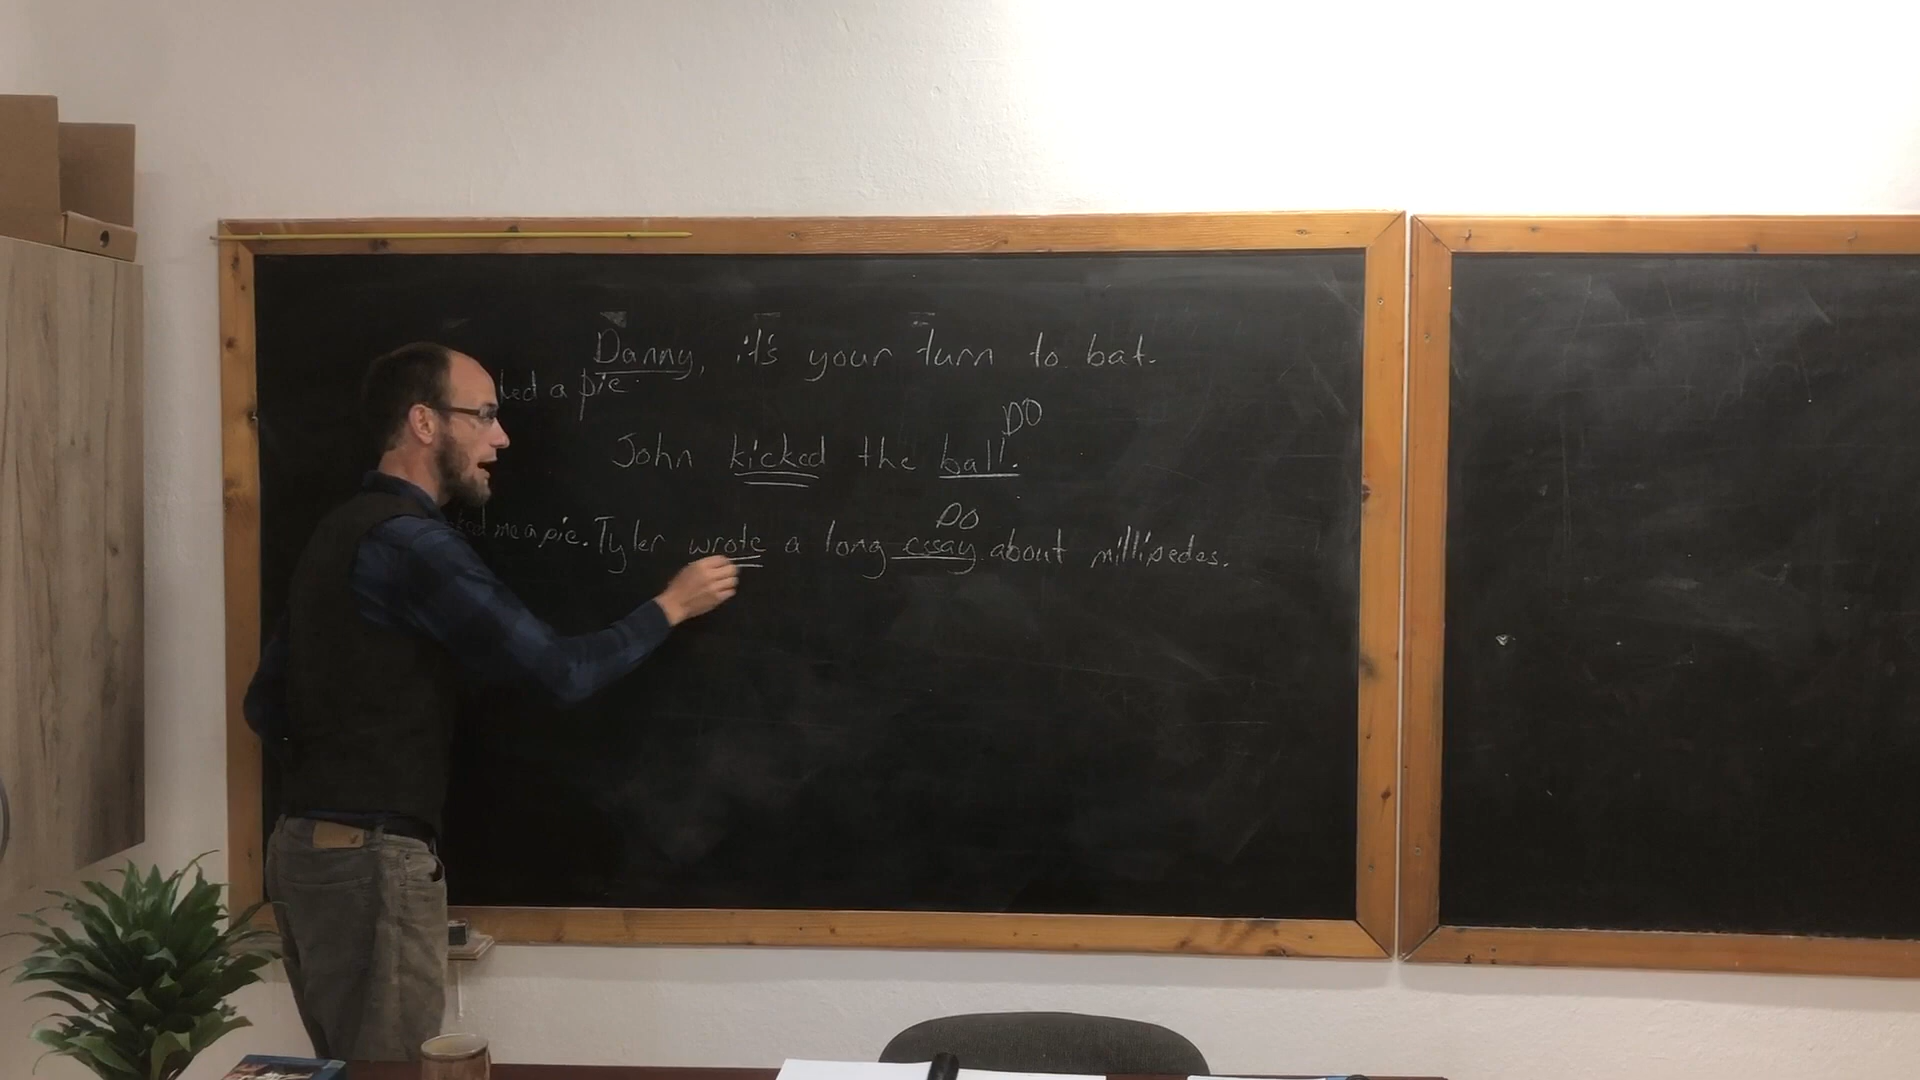 Danny, it's your turn to bat.
a pie.
DO
John kicked the ball.
DO
me a pie.
Tyler wrote a long essay about millipedes.